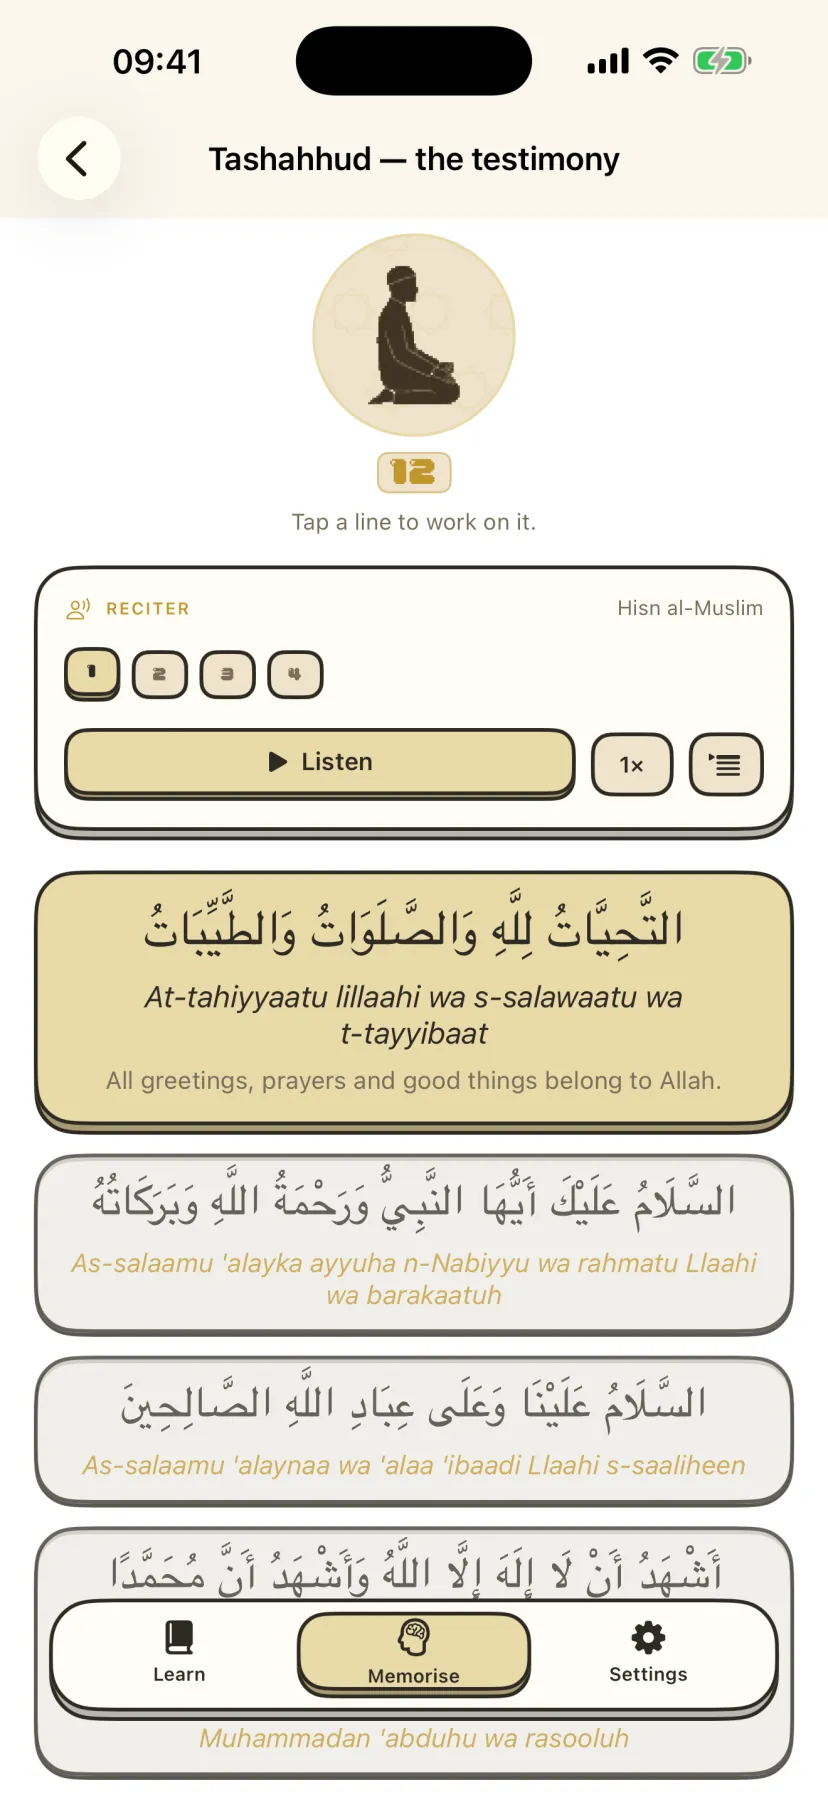 09:41
Tashahhud — the testimony
12
Tap a line to work on it.
RECITER
Hisn al-Muslim
1 2 3 4
Listen
1×
التَّحِيَّاتُ لِلَّهِ وَالصَّلَوَاتُ وَالطَّيِّبَاتُ
At-tahiyyaatu lillaahi wa s-salawaatu wa
t-tayyibaat
All greetings, prayers and good things belong to Allah.
السَّلَامُ عَلَيْكَ أَيُّهَا النَّبِيُّ وَرَحْمَةُ اللَّهِ وَبَرَكَاتُهُ
As-salaamu 'alayka ayyuha n-Nabiyyu wa rahmatu Llaahi
wa barakaatuh
السَّلَامُ عَلَيْنَا وَعَلَى عِبَادِ اللَّهِ الصَّالِحِينَ
As-salaamu 'alaynaa wa 'alaa 'ibaadi Llaahi s-saaliheen
أَشْهَدُ أَنْ لَا إِلَهَ إِلَّا اللَّهُ وَأَشْهَدُ أَنَّ مُحَمَّدًا
Learn
Memorise
Settings
Muhammadan 'abduhu wa rasooluh